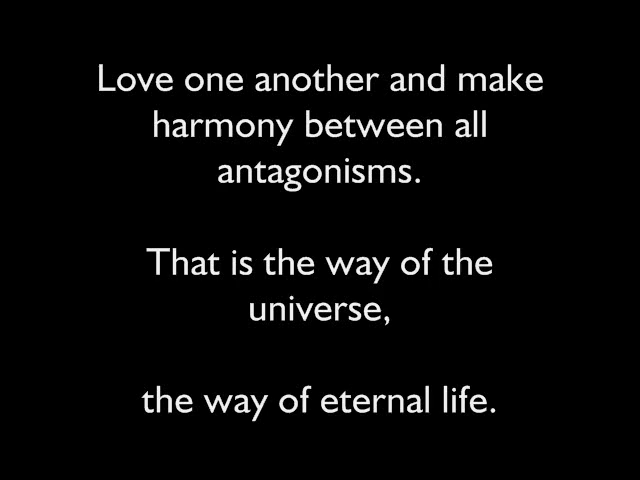 Love one another and make
harmony between all
antagonisms.
That is the way of the
universe,
the way of eternal life.